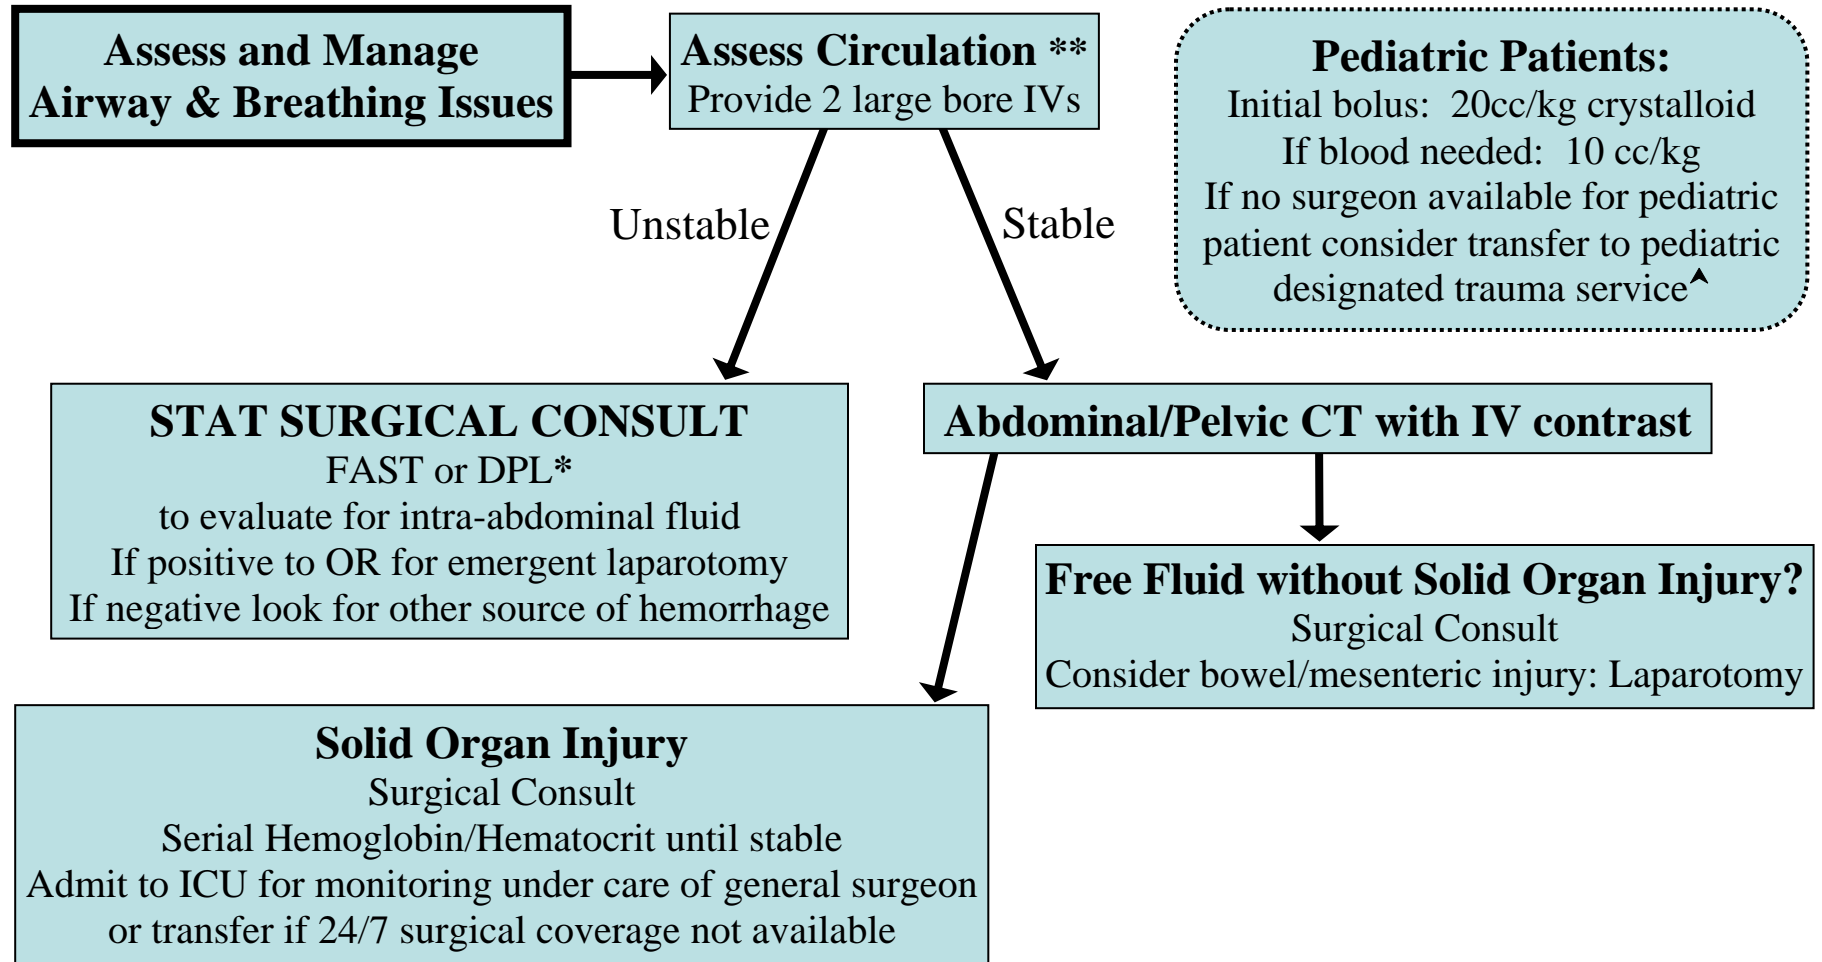 Assess and Manage
Airway & Breathing Issues
Assess Circulation **
Provide 2 large bore IVs
Pediatric Patients:
Initial bolus: 20cc/kg crystalloid
If blood needed: 10 cc/kg
If no surgeon available for pediatric
patient consider transfer to pediatric
designated trauma service^
Unstable
Stable
STAT SURGICAL CONSULT
FAST or DPL*
to evaluate for intra-abdominal fluid
If positive to OR for emergent laparotomy
If negative look for other source of hemorrhage
Abdominal/Pelvic CT with IV contrast
Free Fluid without Solid Organ Injury?
Surgical Consult
Consider bowel/mesenteric injury: Laparotomy
Solid Organ Injury
Surgical Consult
Serial Hemoglobin/Hematocrit until stable
Admit to ICU for monitoring under care of general surgeon
or transfer if 24/7 surgical coverage not available